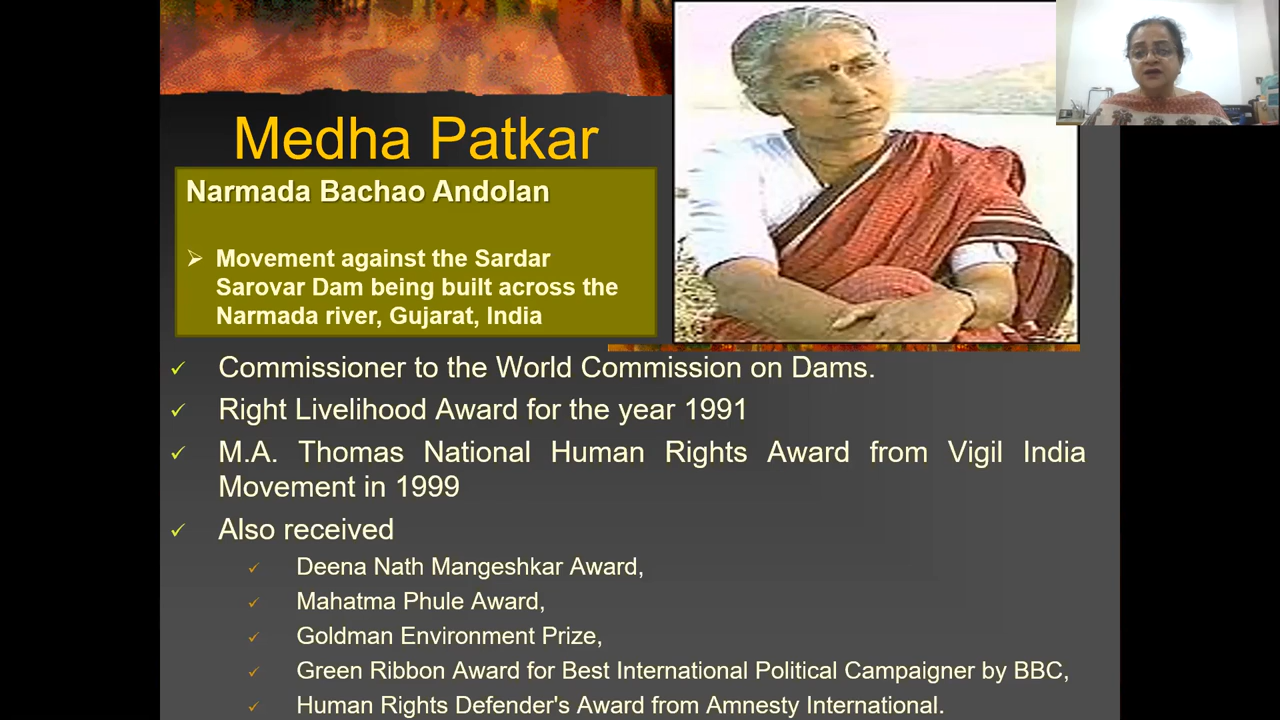 Medha Patkar
Narmada Bachao Andolan
Movement against the Sardar
Sarovar Dam being built across the
Narmada river, Gujarat, India
Commissioner to the World Commission on Dams.
Right Livelihood Award for the year 1991
M.A. Thomas National Human Rights Award from Vigil India
Movement in 1999
Also received
Deena Nath Mangeshkar Award,
Mahatma Phule Award,
Goldman Environment Prize,
Green Ribbon Award for Best International Political Campaigner by BBC,
Human Rights Defender's Award from Amnesty International.